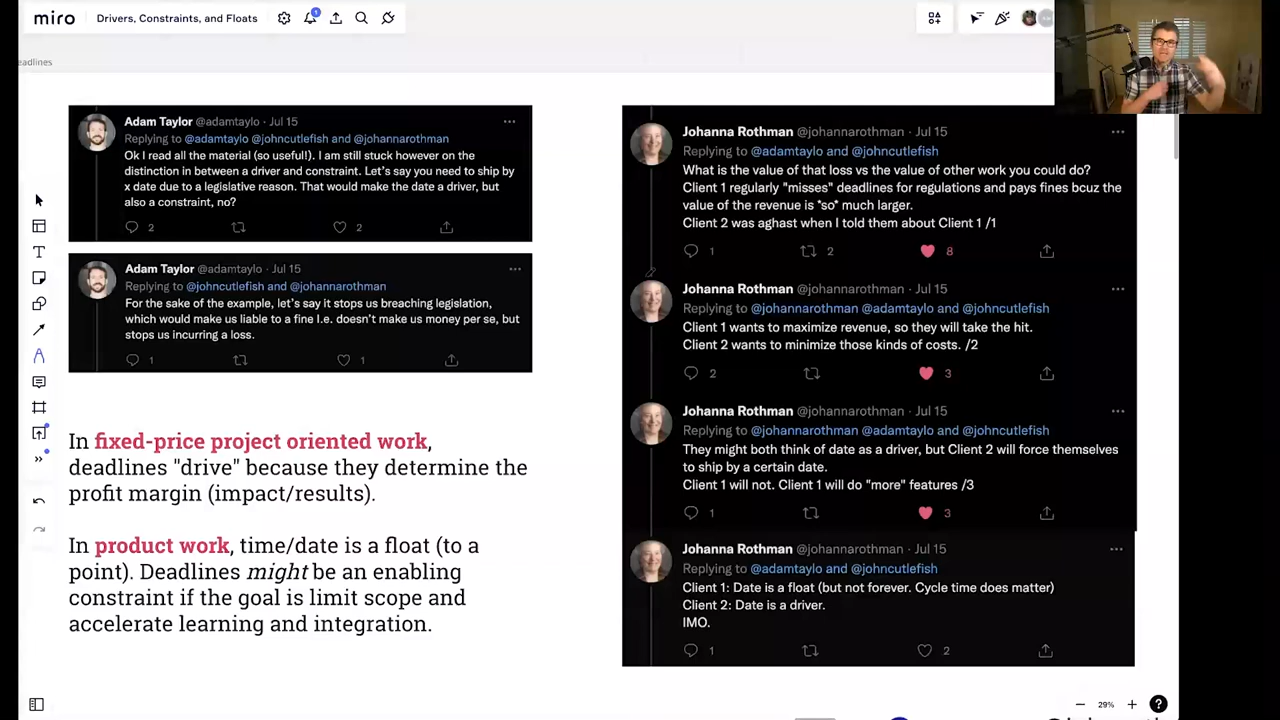 miro
Drivers, Constraints, and Floats
1
eadlines
Adam Taylor @adamtaylo · Jul 15
Replying to @adamtaylo @johncutlefish and @johannarothman
Ok I read all the material (so useful!). I am still stuck however on the
distinction in between a driver and constraint. Let's say you need to ship by
x date due to a legislative reason. That would make the date a driver, but
also a constraint, no?
2 2
Adam Taylor @adamtaylo · Jul 15
Replying to @johncutlefish and @johannarothman
For the sake of the example, let's say it stops us breaching legislation,
which would make us liable to a fine I.e. doesn't make us money per se, but
stops us incurring a loss.
1 1
In fixed-price project oriented work,
deadlines "drive" because they determine the
profit margin (impact/results).
In product work, time/date is a float (to a
point). Deadlines might be an enabling
constraint if the goal is limit scope and
accelerate learning and integration.
Johanna Rothman @johannarothman · Jul 15
Replying to @adamtaylo and @johncutlefish
What is the value of that loss vs the value of other work you could do?
Client 1 regularly "misses" deadlines for regulations and pays fines bcuz the
value of the revenue is *so* much larger.
Client 2 was aghast when I told them about Client 1 /1
1 2 8
Johanna Rothman @johannarothman · Jul 15
Replying to @johannarothman @adamtaylo and @johncutlefish
Client 1 wants to maximize revenue, so they will take the hit.
Client 2 wants to minimize those kinds of costs. /2
2 3
Johanna Rothman @johannarothman · Jul 15
Replying to @johannarothman @adamtaylo and @johncutlefish
They might both think of date as a driver, but Client 2 will force themselves
to ship by a certain date.
Client 1 will not. Client 1 will do "more" features /3
1 3
Johanna Rothman @johannarothman · Jul 15
Replying to @adamtaylo and @johncutlefish
Client 1: Date is a float (but not forever. Cycle time does matter)
Client 2: Date is a driver.
IMO.
1 2
29%